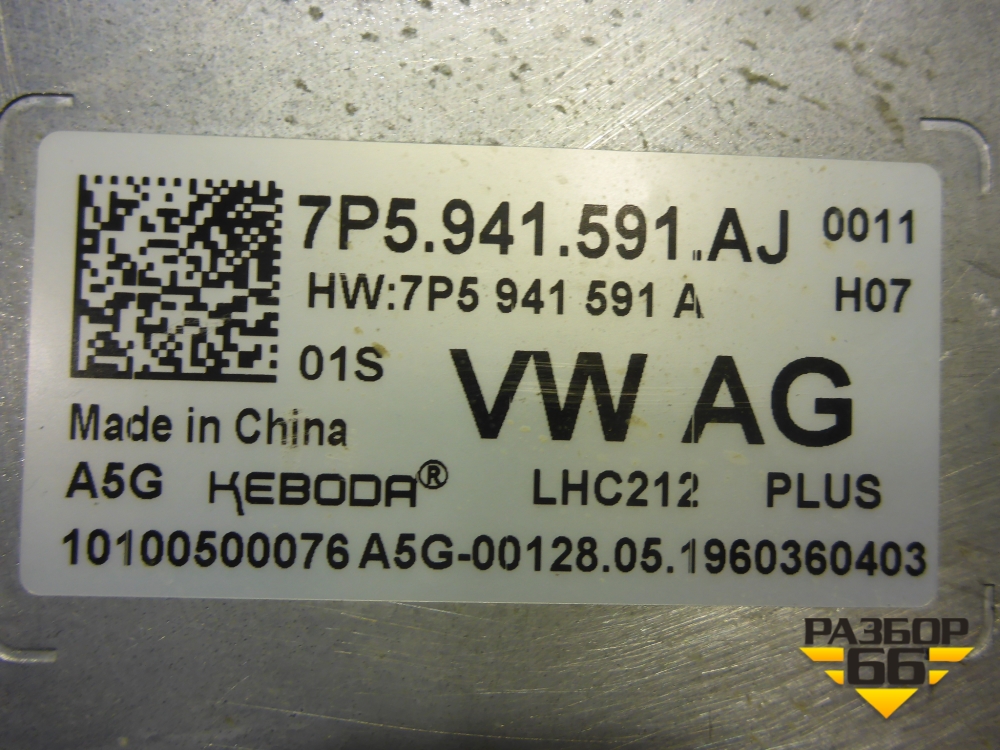 7P5.941.591.AJ 0011
HW:7P5 941 591 A H07
01S VW AG
Made in China
A5G KEBODA® LHC212 PLUS
10100500076 A5G-00128.05.1960360403
РАЗБОР
66